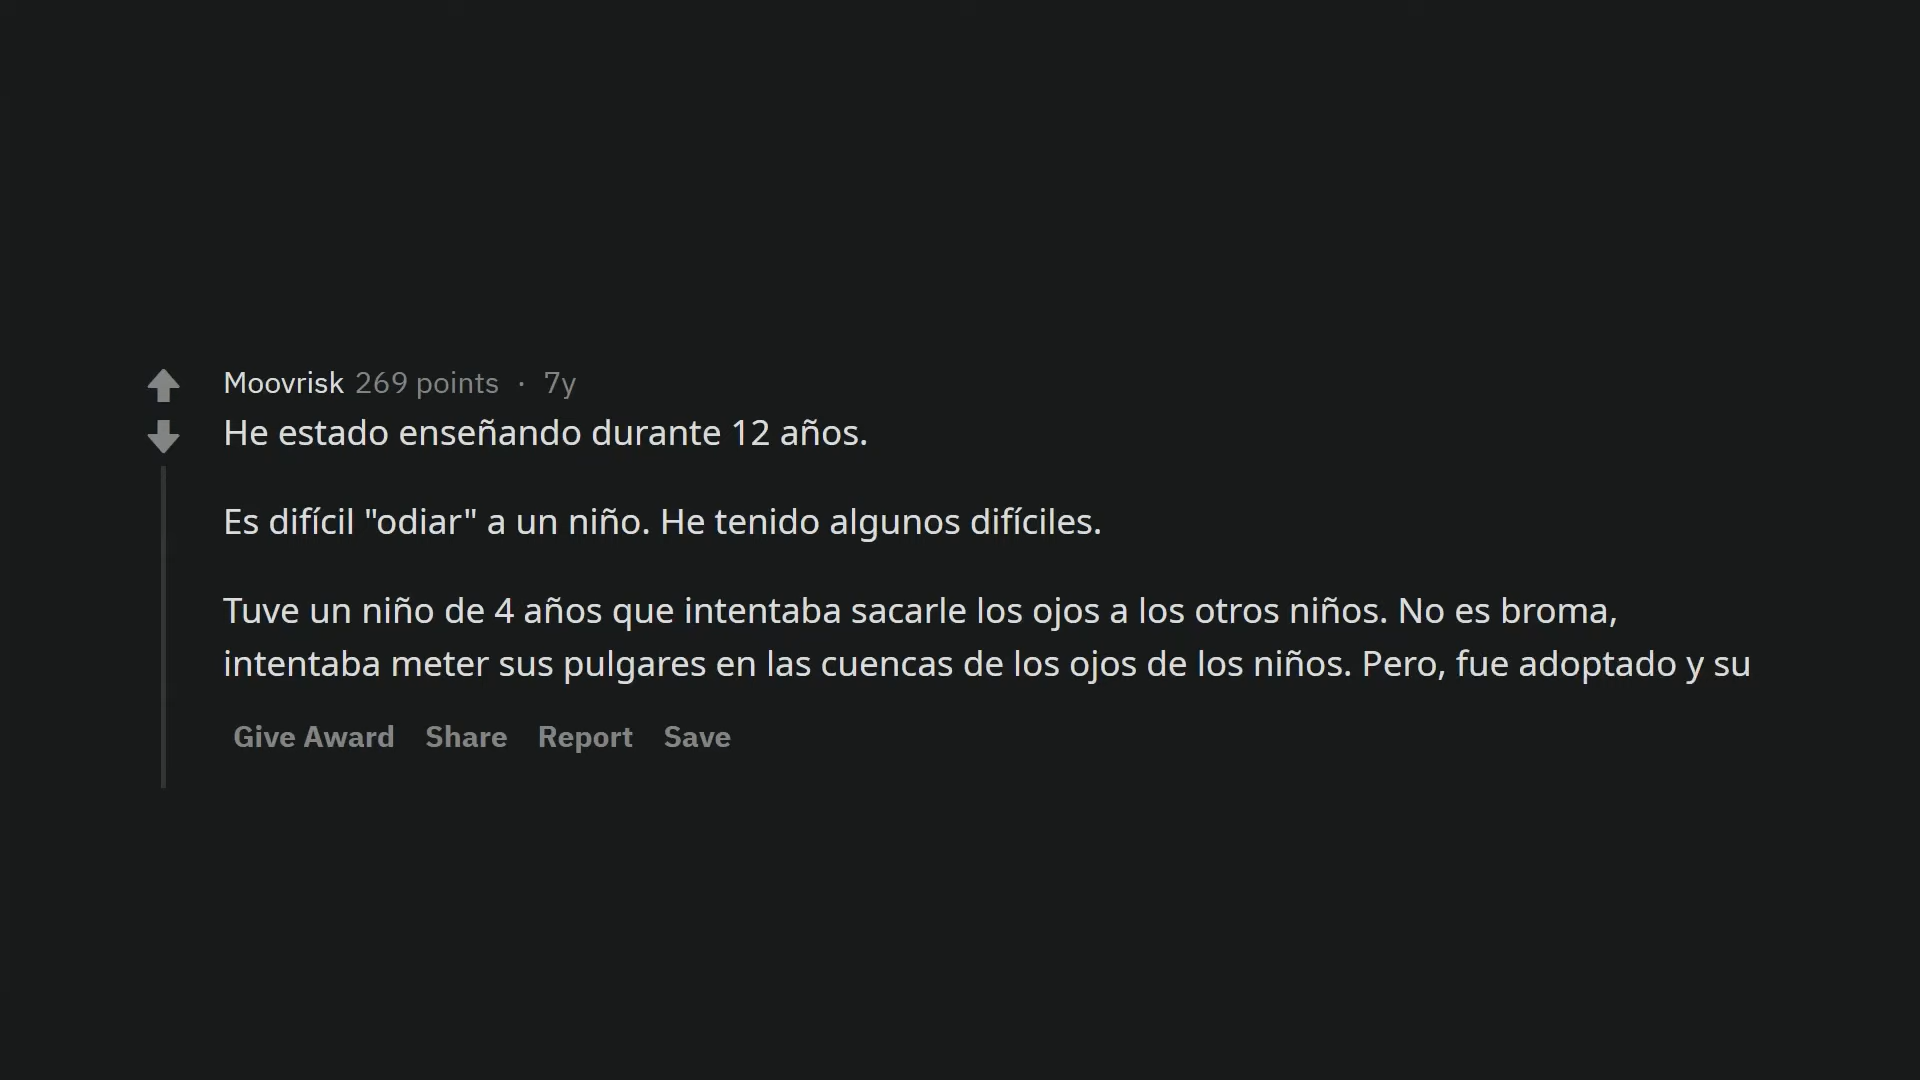 Moovrisk 269 points · 7y
He estado enseñando durante 12 años.
Es difícil "odiar" a un niño. He tenido algunos difíciles.
Tuve un niño de 4 años que intentaba sacarle los ojos a los otros niños. No es broma,
intentaba meter sus pulgares en las cuencas de los ojos de los niños. Pero, fue adoptado y su
Give Award Share Report Save